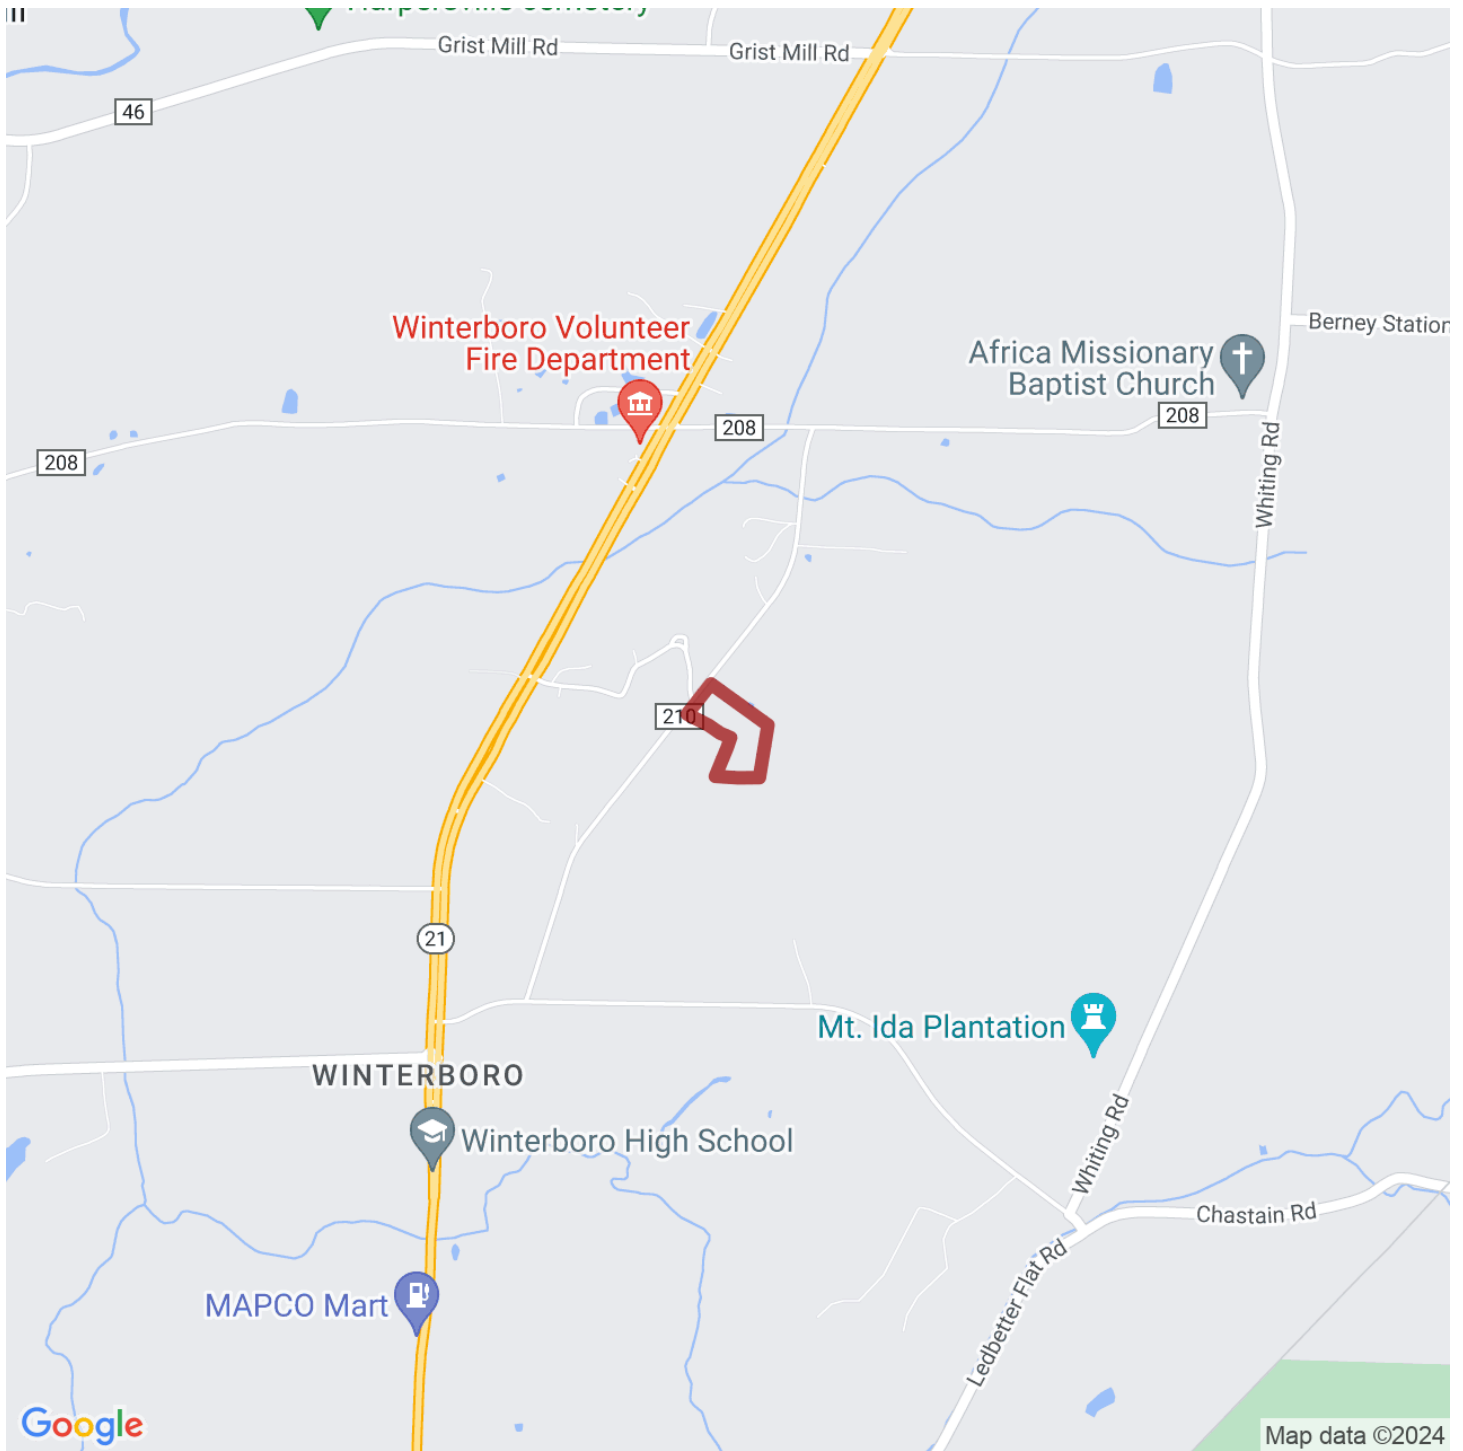 Grist Mill Rd
Grist Mill Rd
46
Winterboro Volunteer
Fire Department
Berney Station
Africa Missionary
Baptist Church
208
208
208
Whiting Rd
210
21
Mt. Ida Plantation
WINTERBORO
Winterboro High School
Whiting Rd
Chastain Rd
Ledbetter Flat Rd
MAPCO Mart
Google
Map data ©2024